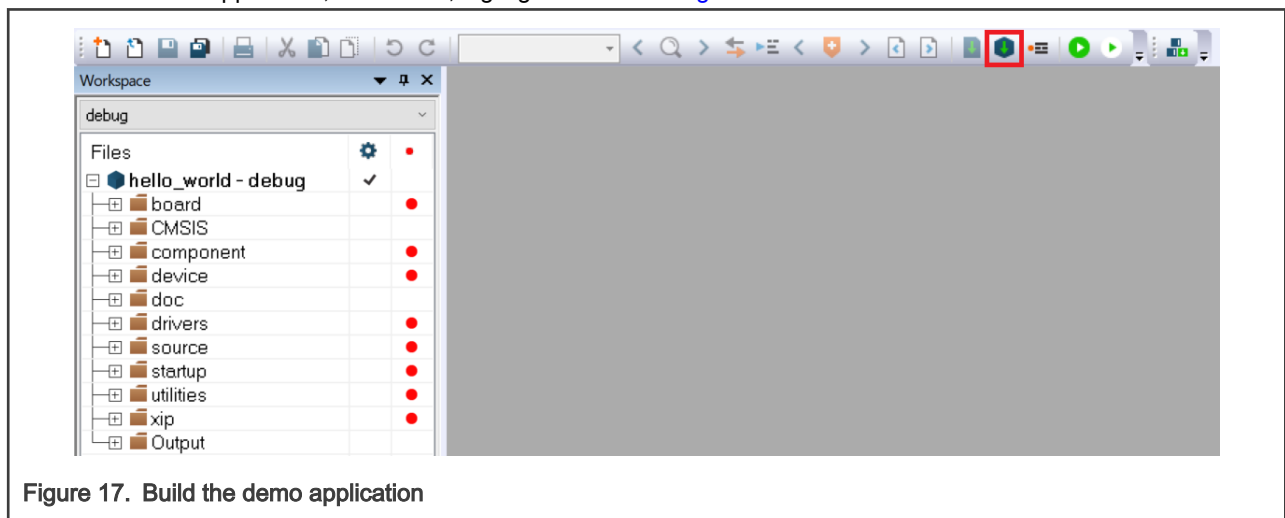 Workspace
debug
Files
hello_world - debug
board
CMSIS
component
device
doc
drivers
source
startup
utilities
xip
Output
Figure 17. Build the demo application